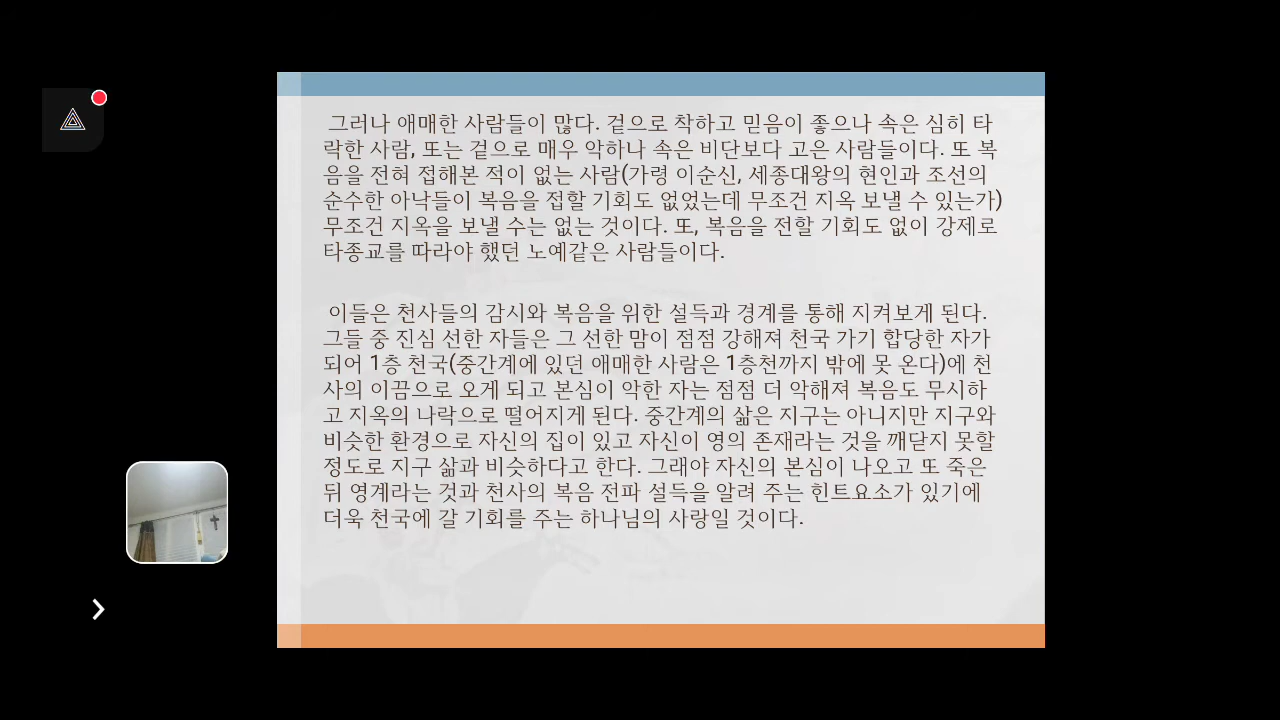 그러나 애매한 사람들이 많다. 겉으로 착하고 믿음이 좋으나 속은 심히 타
락한 사람, 또는 겉으로 매우 악하나 속은 비단보다 고은 사람들이다. 또 복
음을 전혀 접해본 적이 없는 사람(가령 이순신, 세종대왕의 현인과 조선의
순수한 아낙들이 복음을 접할 기회도 없었는데 무조건 지옥 보낼 수 있는가)
무조건 지옥을 보낼 수는 없는 것이다. 또, 복음을 전할 기회도 없이 강제로
타종교를 따라야 했던 노예같은 사람들이다.
이들은 천사들의 감시와 복음을 위한 설득과 경계를 통해 지켜보게 된다.
그들 중 진심 선한 자들은 그 선한 맘이 점점 강해져 천국 가기 합당한 자가
되어 1층 천국(중간계에 있던 애매한 사람은 1층천까지 밖에 못 온다)에 천
사의 이끔으로 오게 되고 본심이 악한 자는 점점 더 악해져 복음도 무시하
고 지옥의 나락으로 떨어지게 된다. 중간계의 삶은 지구는 아니지만 지구와
비슷한 환경으로 자신의 집이 있고 자신이 영의 존재라는 것을 깨닫지 못할
정도로 지구 삶과 비슷하다고 한다. 그래야 자신의 본심이 나오고 또 죽은
뒤 영계라는 것과 천사의 복음 전파 설득을 알려 주는 힌트요소가 있기에
더욱 천국에 갈 기회를 주는 하나님의 사랑일 것이다.